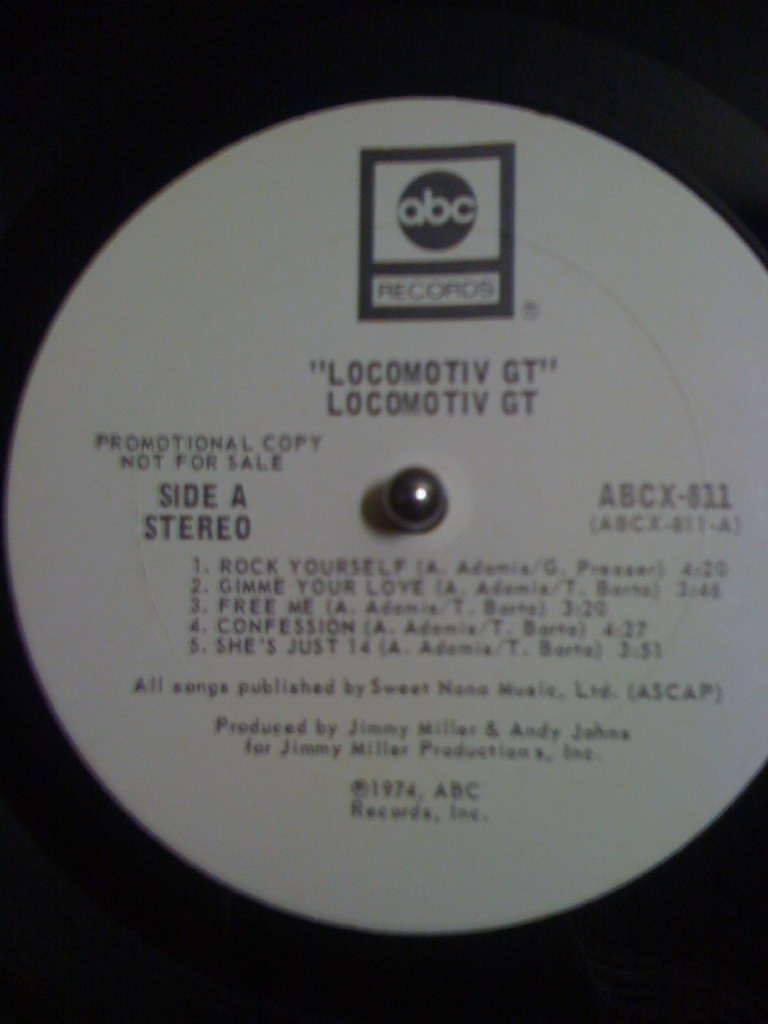 abc
RECORDS
®
"LOCOMOTIV GT"
LOCOMOTIV GT
PROMOTIONAL COPY
NOT FOR SALE
SIDE A
STEREO
ABCX-811
(ABCX-811-A)
1. ROCK YOURSELF (A. Adamis/G. Presser) 4:20
2. GIMME YOUR LOVE (A. Adamis/T. Barta) 3:46
3. FREE ME (A. Adamis/T. Barta) 3:20
4. CONFESSION (A. Adamis/T. Barta) 4:27
5. SHE'S JUST 14 (A. Adamis/T. Barta) 3:51
All songs published by Sweet Nana Music, Ltd. (ASCAP)
Produced by Jimmy Miller & Andy Johns
for Jimmy Miller Productions, Inc.
℗1974, ABC
Records, Inc.